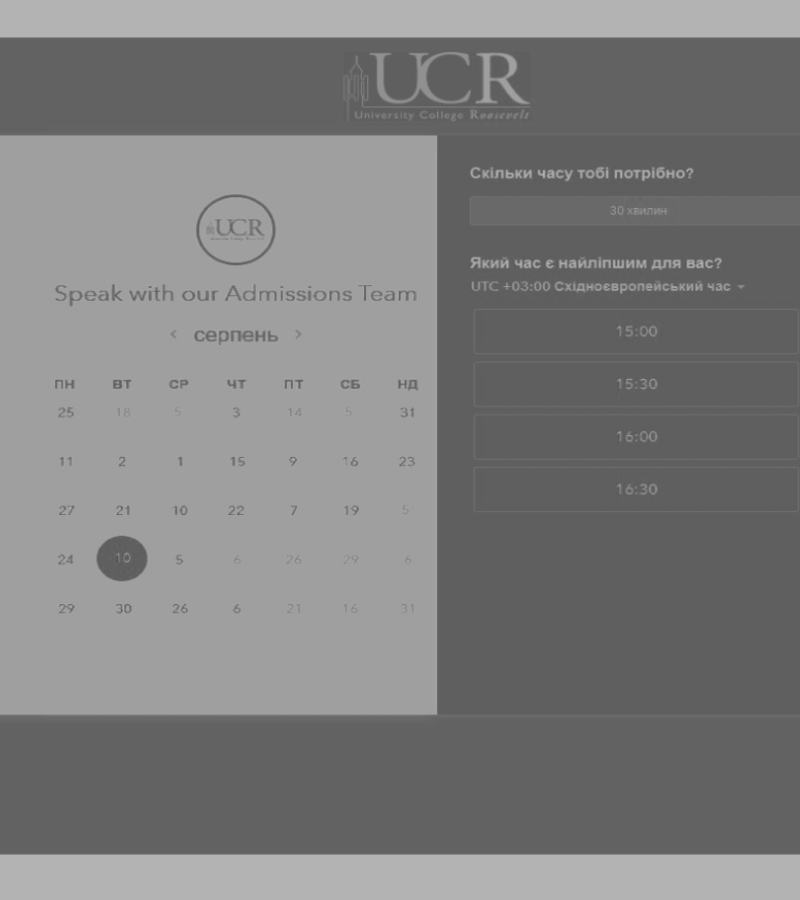 UCR
University College Roosevelt
UCR
Speak with our Admissions Team
< серпень >
ПН ВТ СР ЧТ ПТ СБ НД
25 18 5 3 14 5 31
11 2 1 15 9 16 23
27 21 10 22 7 19 5
24 10 5 6 26 29 6
29 30 26 6 21 16 31
Скільки часу тобі потрібно?
30 хвилин
Який час є найліпшим для вас?
UTC +03:00 Східноєвропейський час
15:00
15:30
16:00
16:30